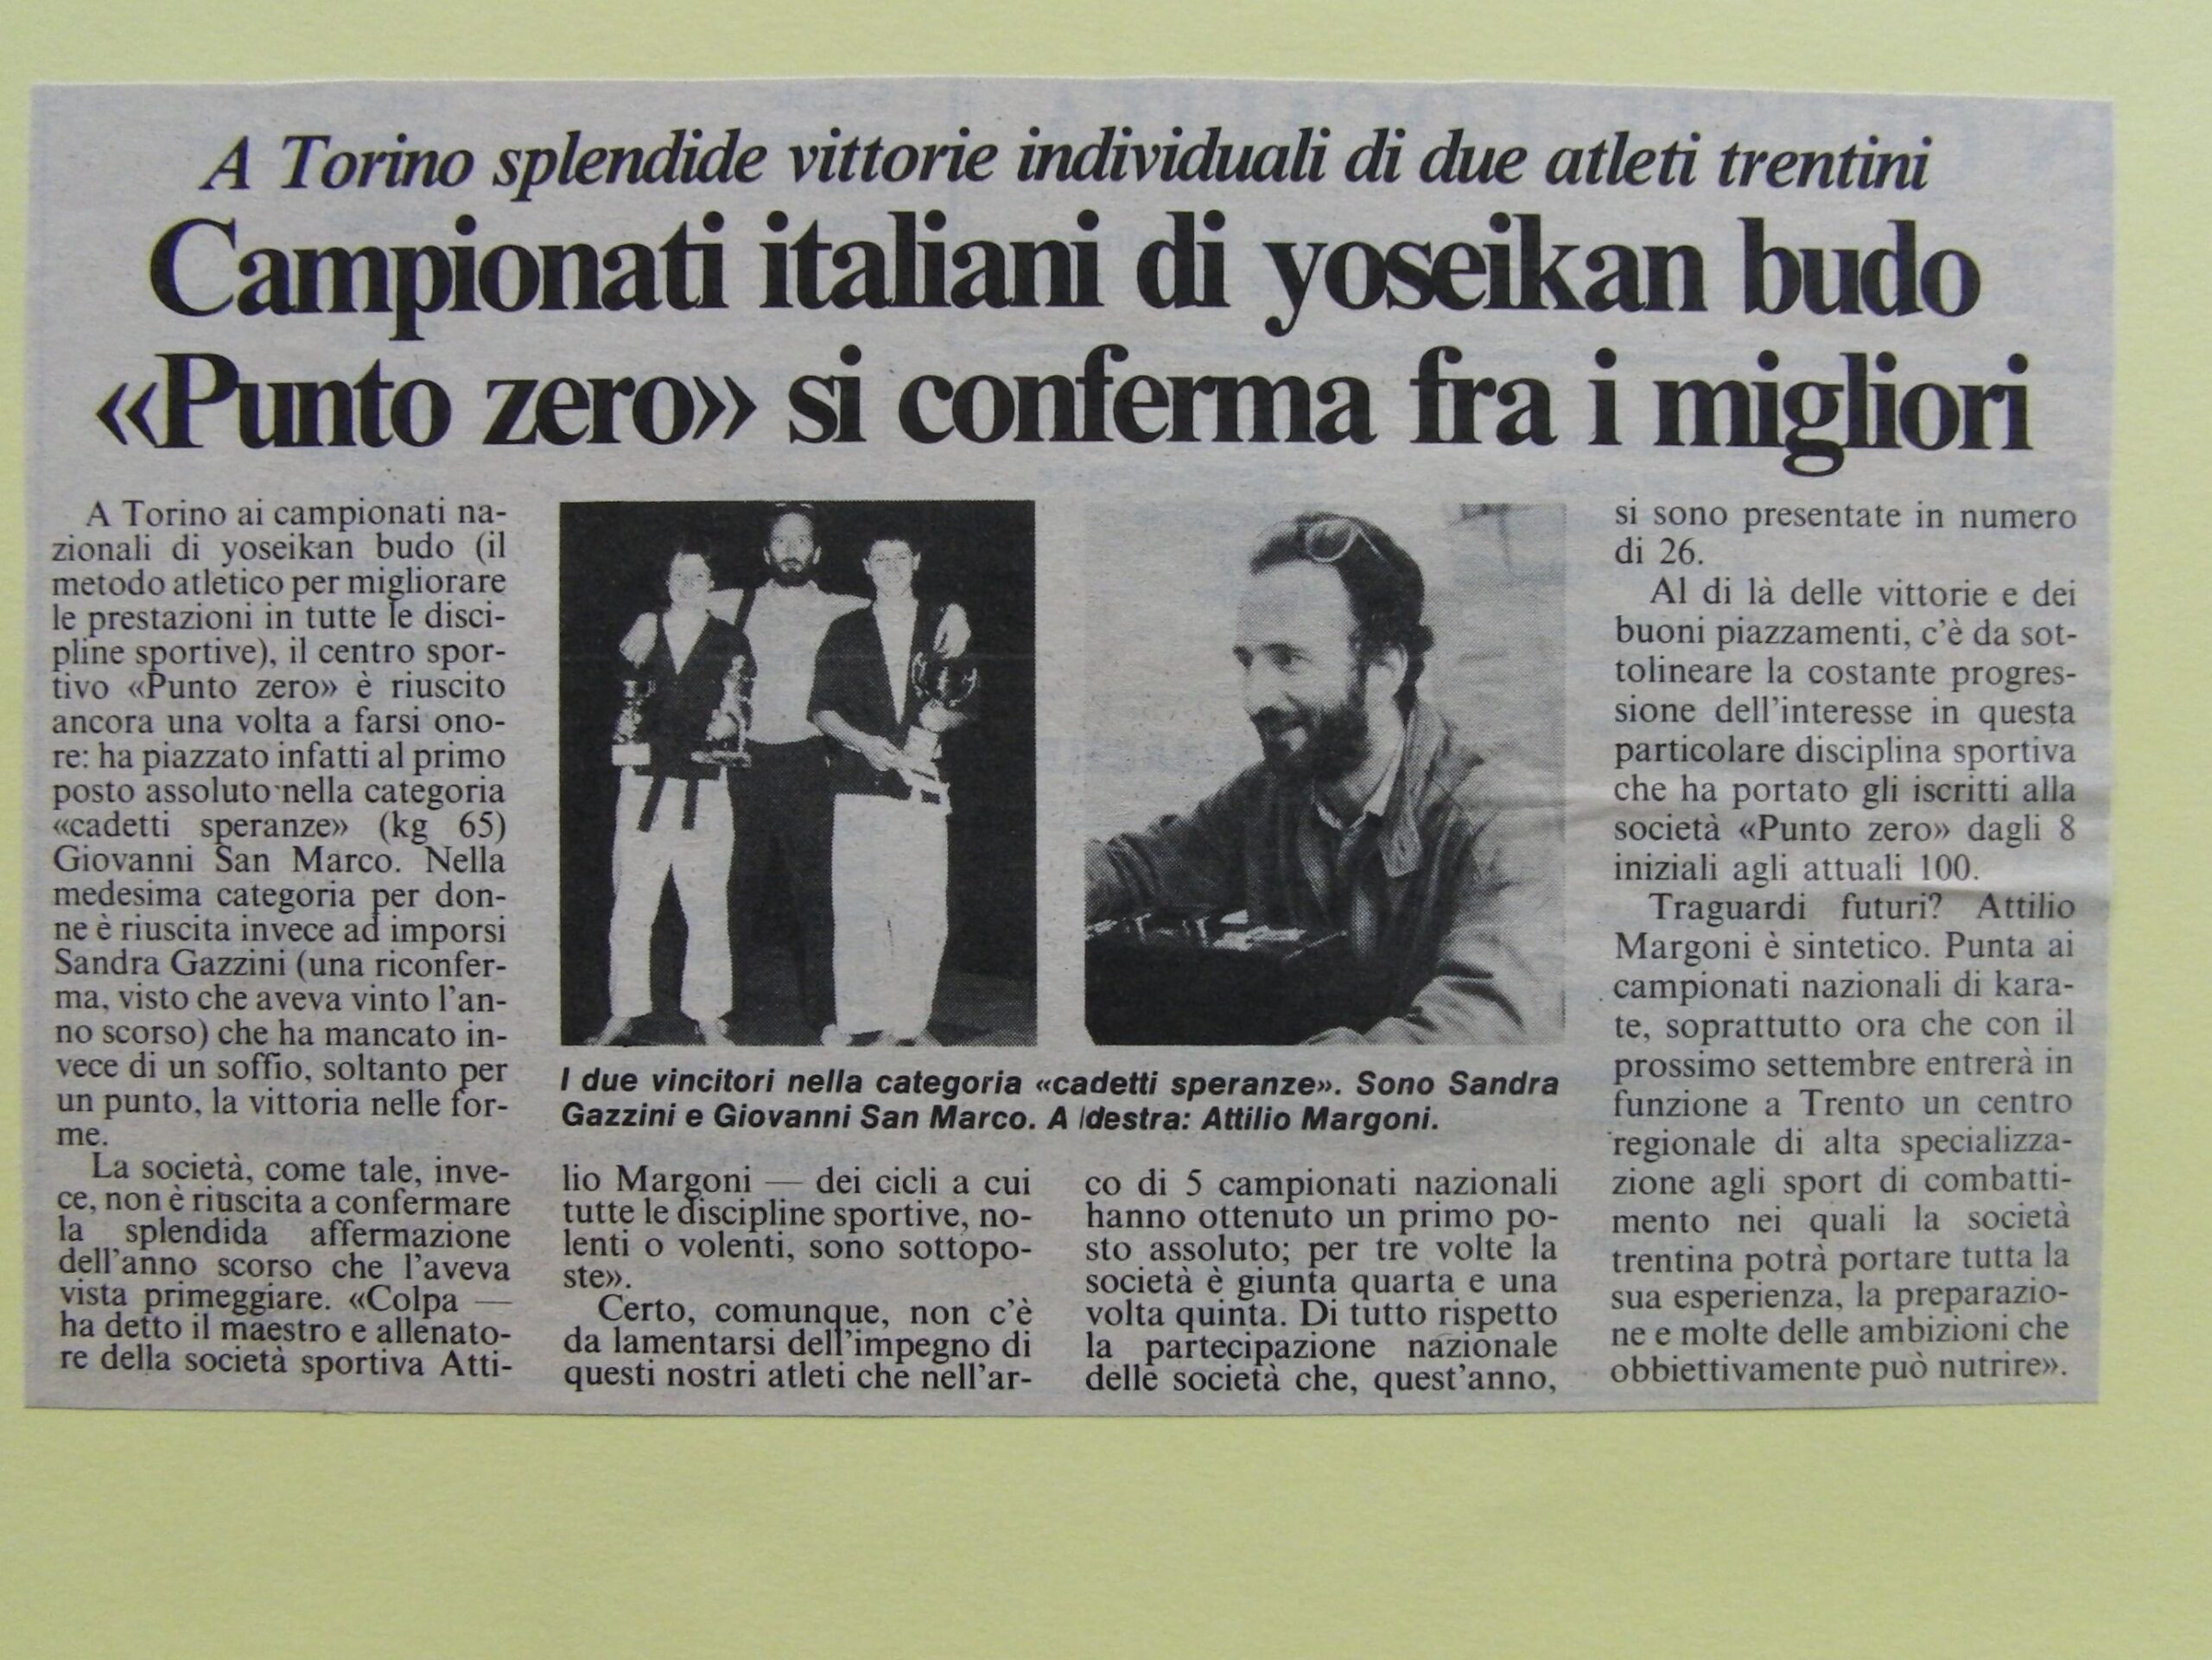 A Torino splendide vittorie individuali di due atleti trentini
Campionati italiani di yoseikan budo
«Punto zero» si conferma fra i migliori
A Torino ai campionati na-
zionali di yoseikan budo (il
metodo atletico per migliorare
le prestazioni in tutte le disci-
pline sportive), il centro spor-
tivo «Punto zero» è riuscito
ancora una volta a farsi ono-
re: ha piazzato infatti al primo
posto assoluto nella categoria
«cadetti speranze» (kg 65)
Giovanni San Marco. Nella
medesima categoria per don-
ne è riuscita invece ad imporsi
Sandra Gazzini (una riconfer-
ma, visto che aveva vinto l'an-
no scorso) che ha mancato in-
vece di un soffio, soltanto per
un punto, la vittoria nelle for-
me.
La società, come tale, inve-
ce, non è riuscita a confermare
la splendida affermazione
dell'anno scorso che l'aveva
vista primeggiare. «Colpa —
ha detto il maestro e allenato-
re della società sportiva Atti-
I due vincitori nella categoria «cadetti speranze». Sono Sandra
Gazzini e Giovanni San Marco. A destra: Attilio Margoni.
lio Margoni — dei cicli a cui
tutte le discipline sportive, no-
lenti o volenti, sono sottopo-
ste».
Certo, comunque, non c'è
da lamentarsi dell'impegno di
questi nostri atleti che nell'ar-
co di 5 campionati nazionali
hanno ottenuto un primo po-
sto assoluto; per tre volte la
società è giunta quarta e una
volta quinta. Di tutto rispetto
la partecipazione nazionale
delle società che, quest'anno,
si sono presentate in numero
di 26.
Al di là delle vittorie e dei
buoni piazzamenti, c'è da sot-
tolineare la costante progres-
sione dell'interesse in questa
particolare disciplina sportiva
che ha portato gli iscritti alla
società «Punto zero» dagli 8
iniziali agli attuali 100.
Traguardi futuri? Attilio
Margoni è sintetico. Punta ai
campionati nazionali di kara-
te, soprattutto ora che con il
prossimo settembre entrerà in
funzione a Trento un centro
regionale di alta specializza-
zione agli sport di combatti-
mento nei quali la società
trentina potrà portare tutta la
sua esperienza, la preparazio-
ne e molte delle ambizioni che
obbiettivamente può nutrire».